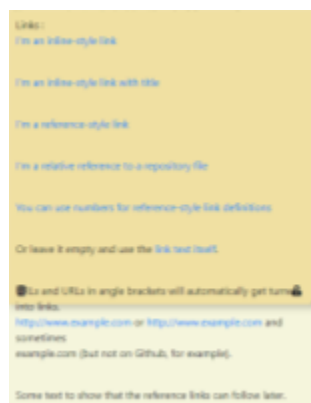 Links:
I'm an inline-style link
I'm an inline-style link with title
I'm a reference-style link
I'm a relative reference to a repository file
You can use numbers for reference-style link definitions
Or leave it empty and use the link text itself.
Ls and URLs in angle brackets will automatically get turne
into links.
http://www.example.com or http://www.example.com and
sometimes
example.com (but not on Github, for example).
Some text to show that the reference links can follow later.